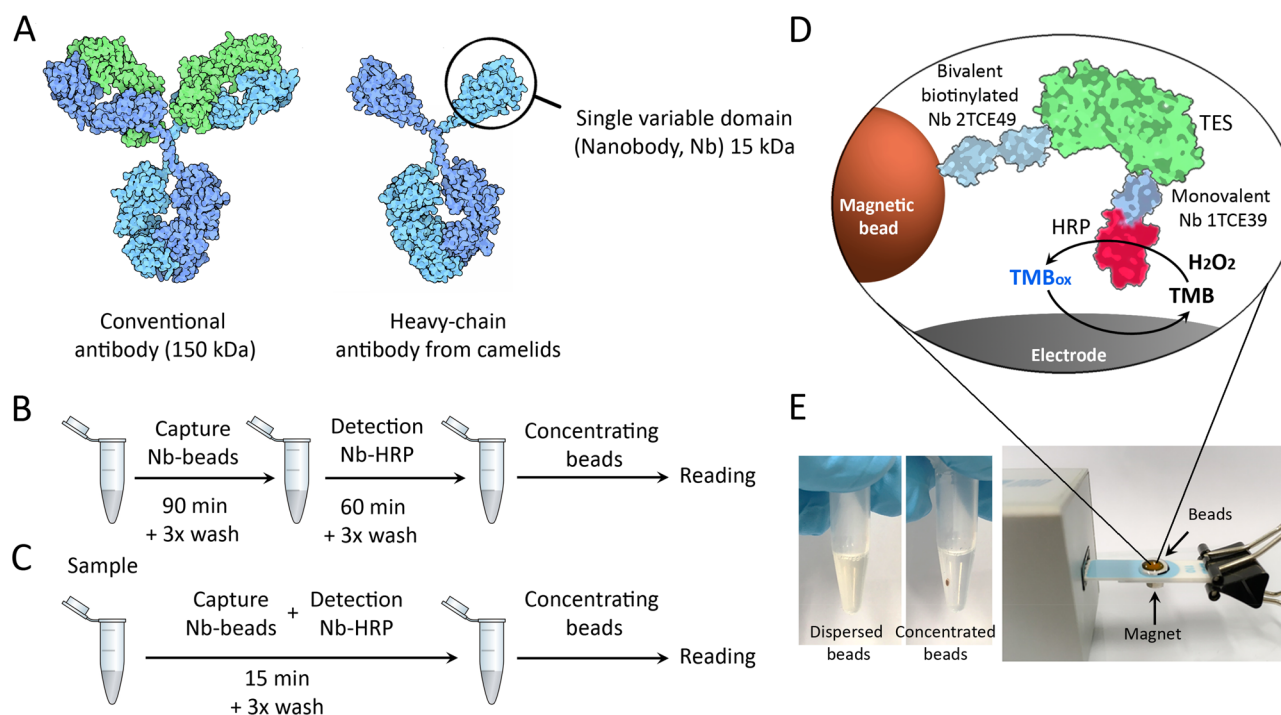 A
Conventional
antibody (150 kDa)
Heavy-chain
antibody from camelids
Single variable domain
(Nanobody, Nb) 15 kDa
B
Capture
Nb-beads
90 min
+ 3x wash
Detection
Nb-HRP
60 min
+ 3x wash
Concentrating
beads
Reading
C
Sample
Capture
Nb-beads
+
Detection
Nb-HRP
15 min
+ 3x wash
Concentrating
beads
Reading
D
Bivalent
biotinylated
Nb 2TCE49
TES
Magnetic
bead
Monovalent
Nb 1TCE39
HRP
H2O2
TMBox
TMB
Electrode
E
Dispersed
beads
Concentrated
beads
Beads
Magnet